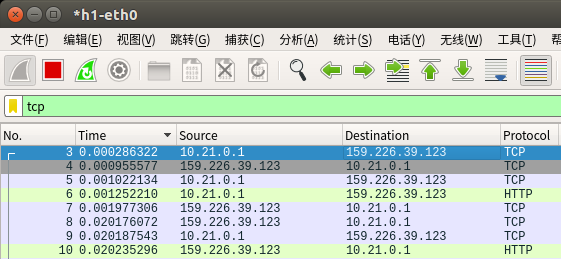 *h1-eth0
文件(F) 编辑(E) 视图(V) 跳转(G) 捕获(C) 分析(A) 统计(S) 电话(Y) 无线(W) 工具(T) 帮
tcp
No. Time Source Destination Protocol
3 0.000286322 10.21.0.1 159.226.39.123 TCP
4 0.000955577 159.226.39.123 10.21.0.1 TCP
5 0.001022134 10.21.0.1 159.226.39.123 TCP
6 0.001252210 10.21.0.1 159.226.39.123 HTTP
7 0.001977306 159.226.39.123 10.21.0.1 TCP
8 0.020176072 159.226.39.123 10.21.0.1 TCP
9 0.020187543 10.21.0.1 159.226.39.123 TCP
10 0.020235296 159.226.39.123 10.21.0.1 HTTP